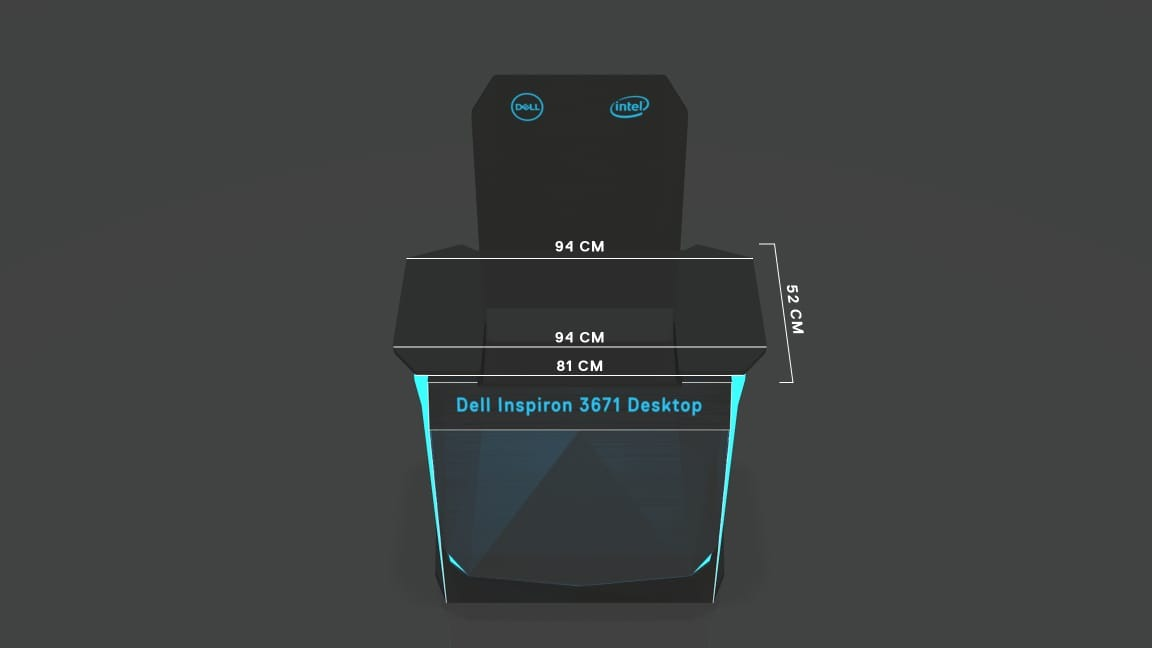 DELL
intel
94 CM
52 CM
94 CM
81 CM
Dell Inspiron 3671 Desktop